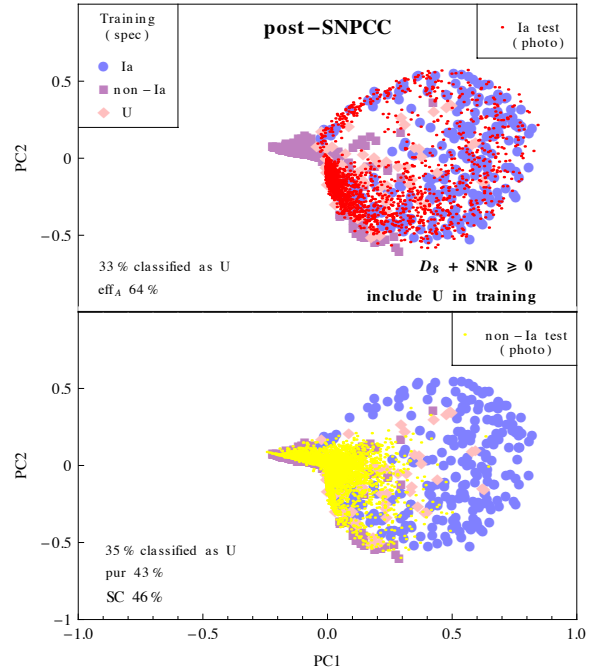 Training
(spec)
Ia
non-Ia
U
post-SNPCC
Ia test
(photo)
0.5
0
-0.5
PC2
33 % classified as U
eff_A 64 %
D_8 + SNR ⩾ 0
include U in training
non-Ia test
(photo)
0.5
0
-0.5
-1
PC2
35 % classified as U
pur 43 %
SC 46 %
-1.0
-0.5
0.0
0.5
1.0
PC1